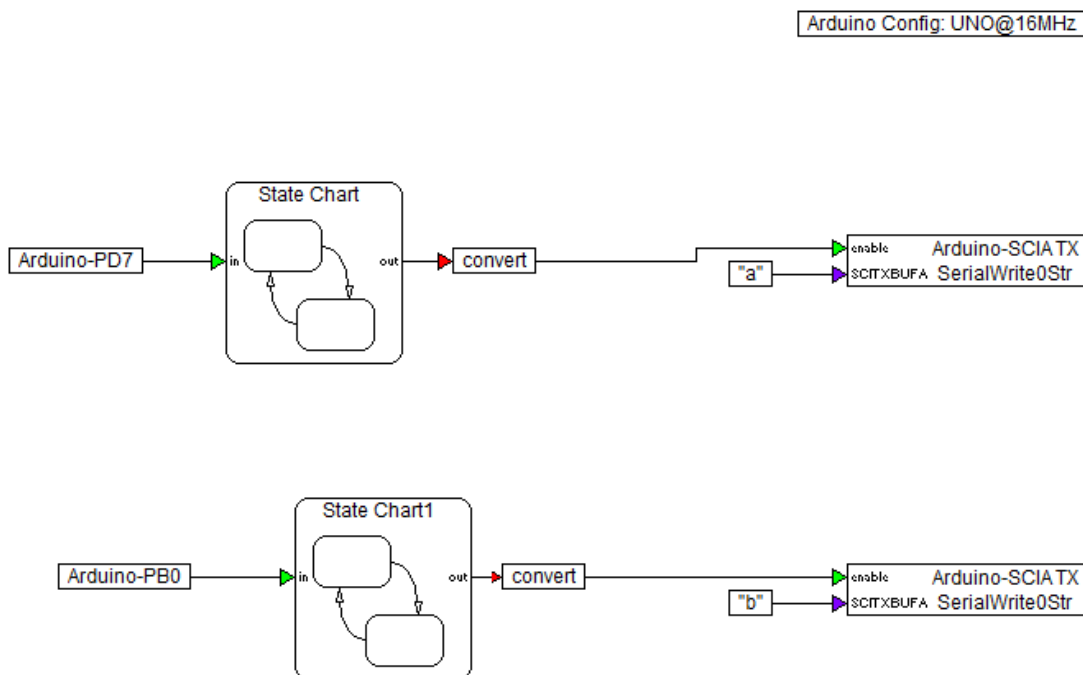 Arduino Config: UNO@16MHz
State Chart
Arduino-PD7
in
out
convert
enable
Arduino-SCIA TX
"a"
SCITXBUFA SerialWrite0Str
State Chart1
Arduino-PB0
in
out
convert
enable
Arduino-SCIA TX
"b"
SCITXBUFA SerialWrite0Str